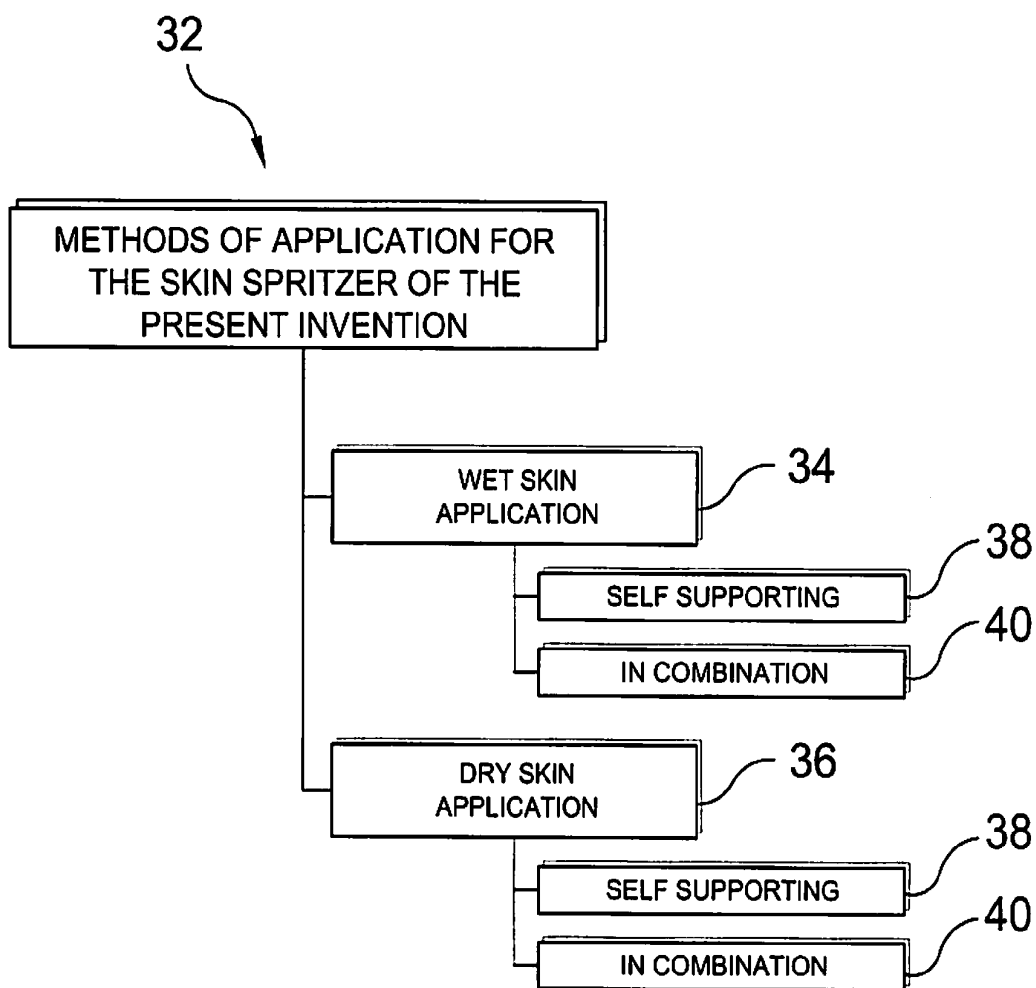 32
METHODS OF APPLICATION FOR
THE SKIN SPRITZER OF THE
PRESENT INVENTION
WET SKIN
APPLICATION
34
SELF SUPPORTING
38
IN COMBINATION
40
DRY SKIN
APPLICATION
36
SELF SUPPORTING
38
IN COMBINATION
40